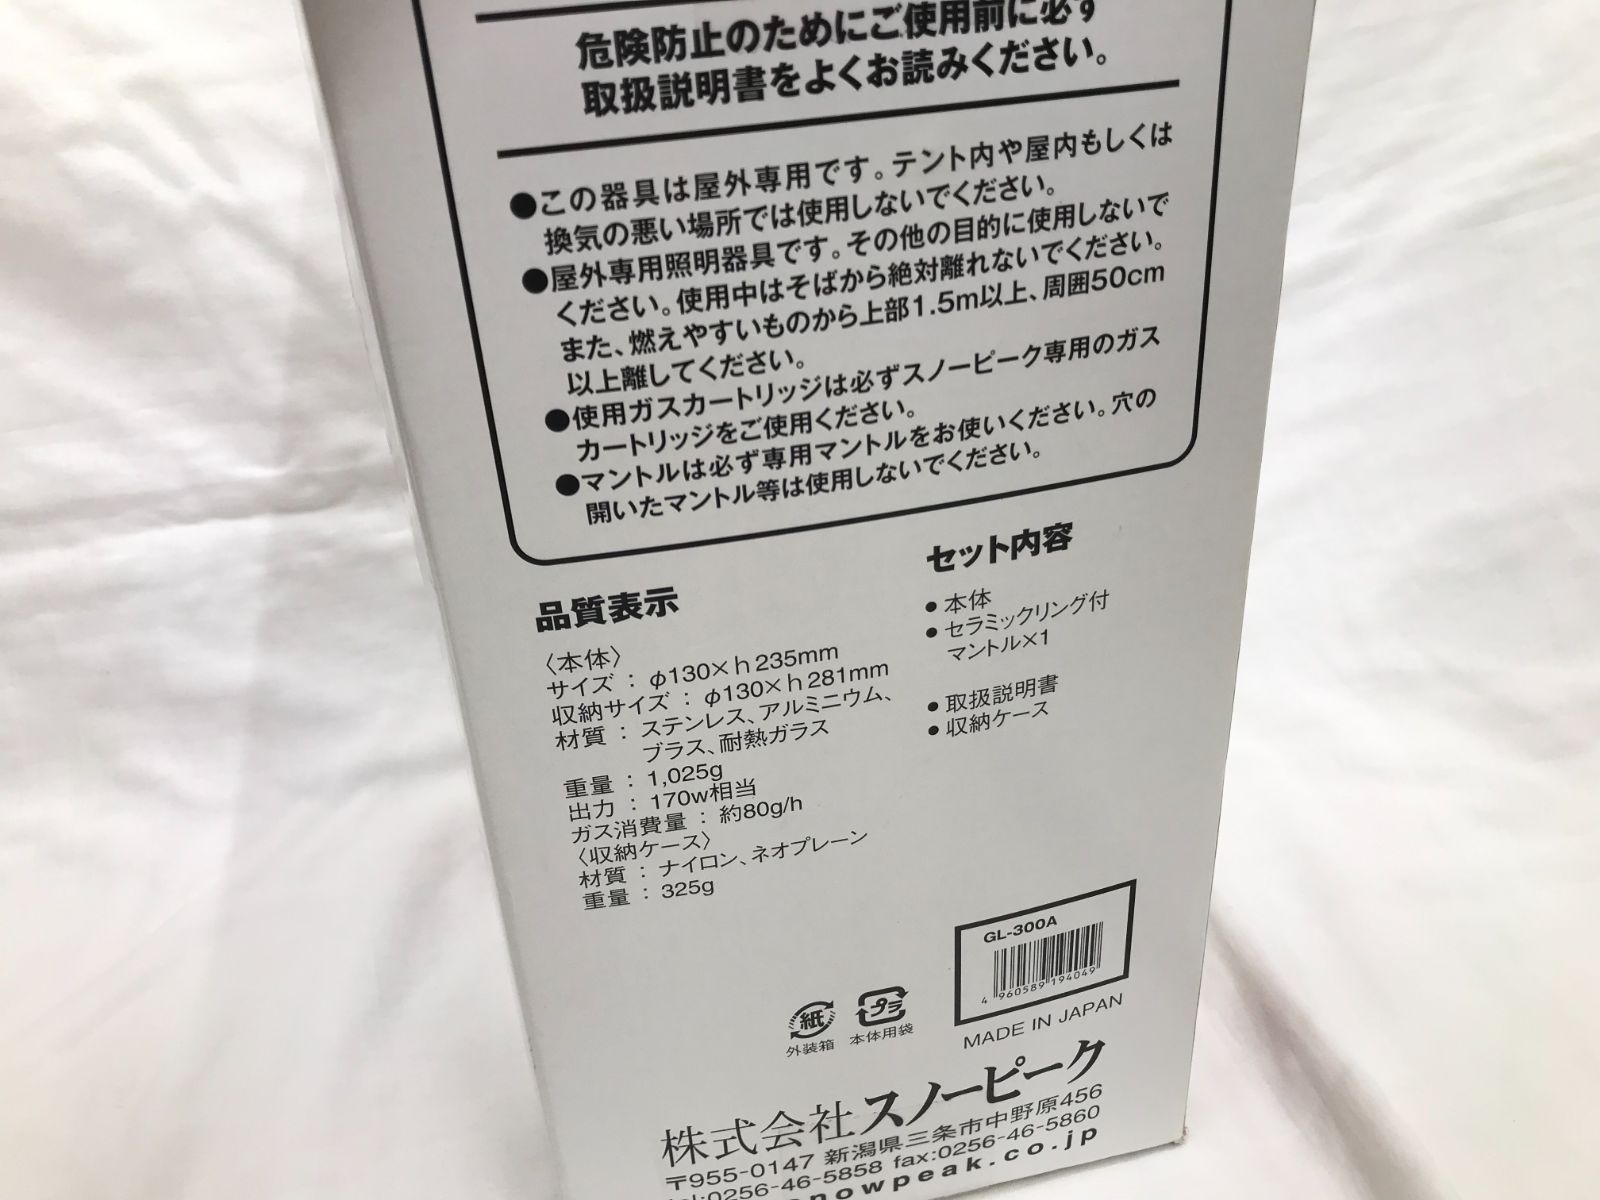 危険防止のためにご使用前に必ず
取扱説明書をよくお読みください。
●この器具は屋外専用です。テント内や屋内もしくは
換気の悪い場所では使用しないでください。
●屋外専用照明器具です。その他の目的に使用しないで
ください。使用中はそばから絶対離れないでください。
また、燃えやすいものから上部1.5m以上、周囲50cm
以上離してください。
●使用ガスカートリッジは必ずスノーピーク専用のガス
カートリッジをご使用ください。
●マントルは必ず専用マントルをお使いください。穴の
開いたマントル等は使用しないでください。
品質表示
〈本体〉
サイズ : φ130×h235mm
収納サイズ : φ130×h281mm
材質 : ステンレス、アルミニウム、
ブラス、耐熱ガラス
重量 : 1,025g
出力 : 170w相当
ガス消費量 : 約80g/h
〈収納ケース〉
材質 : ナイロン、ネオプレーン
重量 : 325g
セット内容
● 本体
● セラミックリング付
マントル×1
● 取扱説明書
● 収納ケース
GL-300A
4 960589 194049
MADE IN JAPAN
紙 プラ
外装箱 本体用袋
株式会社スノーピーク
〒955-0147 新潟県三条市中野原456
tel:0256-46-5858 fax:0256-46-5860
snowpeak.co.jp